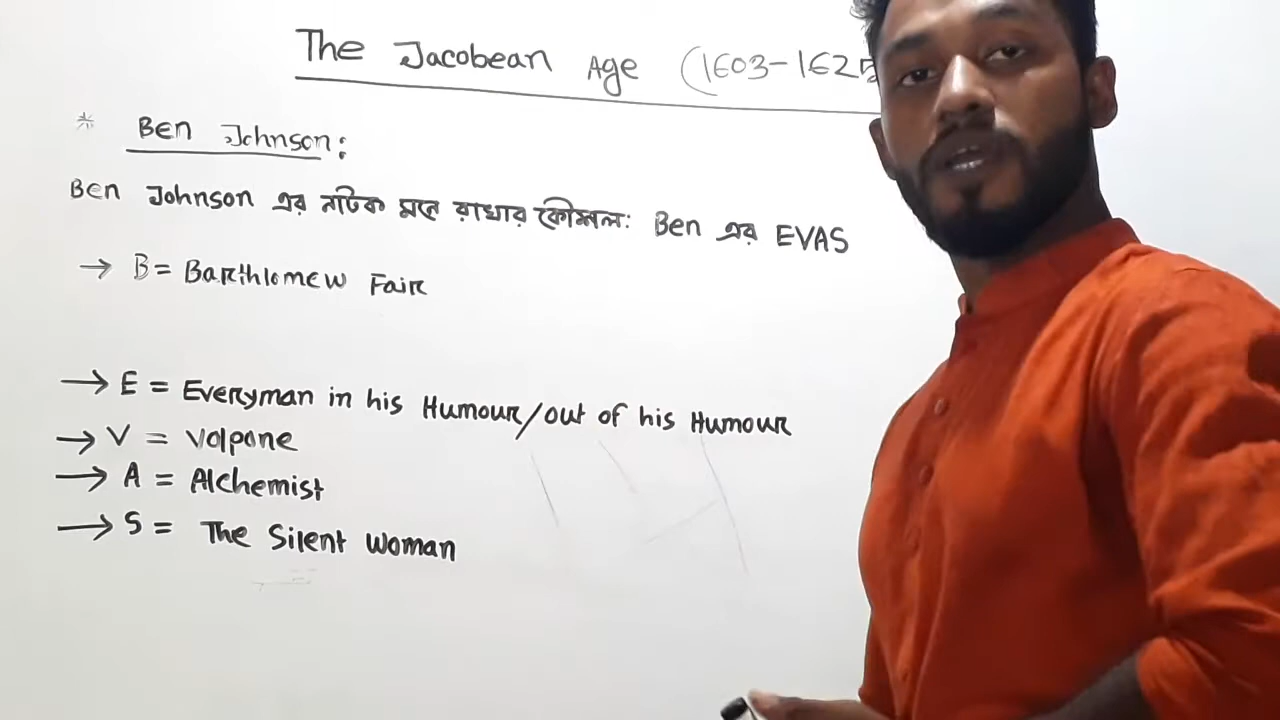 The Jacobean Age (1603-1625
* Ben Johnson:
Ben Johnson এর নাটক মনে রাখার কৌশল: Ben এর EVAS
→ B = Barthlomew Fair
→ E = Everyman in his Humour/out of his Humour
→ V = Volpone
→ A = Alchemist
→ S = The Silent Woman